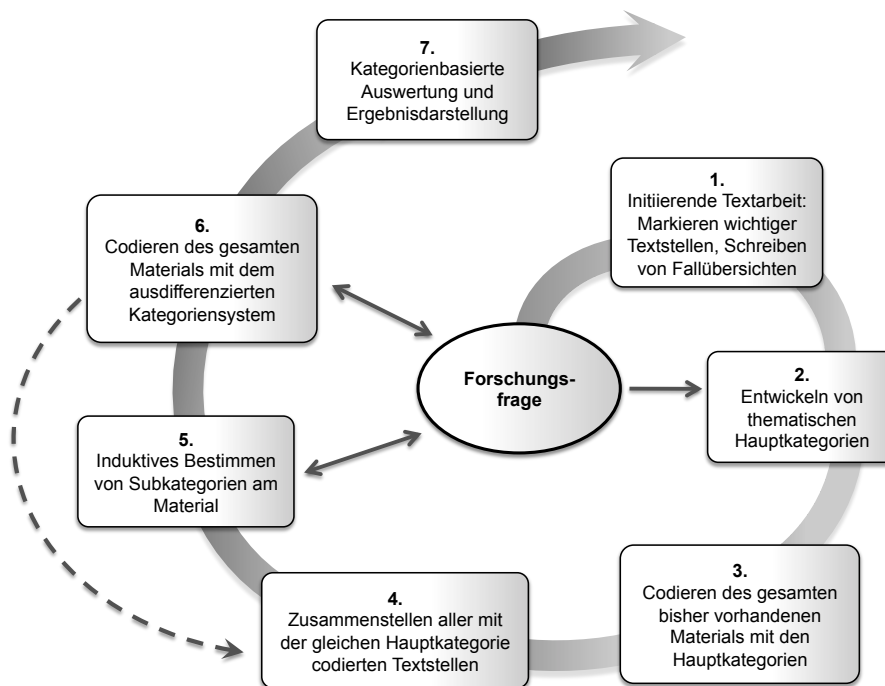 7.
Kategorienbasierte
Auswertung und
Ergebnisdarstellung
1.
Initiierende Textarbeit:
Markieren wichtiger
Textstellen, Schreiben
von Fallübersichten
6.
Codieren des gesamten
Materials mit dem
ausdifferenzierten
Kategoriensystem
Forschungs-
frage
2.
Entwickeln von
thematischen
Hauptkategorien
5.
Induktives Bestimmen
von Subkategorien am
Material
3.
Codieren des gesamten
bisher vorhandenen
Materials mit den
Hauptkategorien
4.
Zusammenstellen aller mit
der gleichen Hauptkategorie
codierten Textstellen